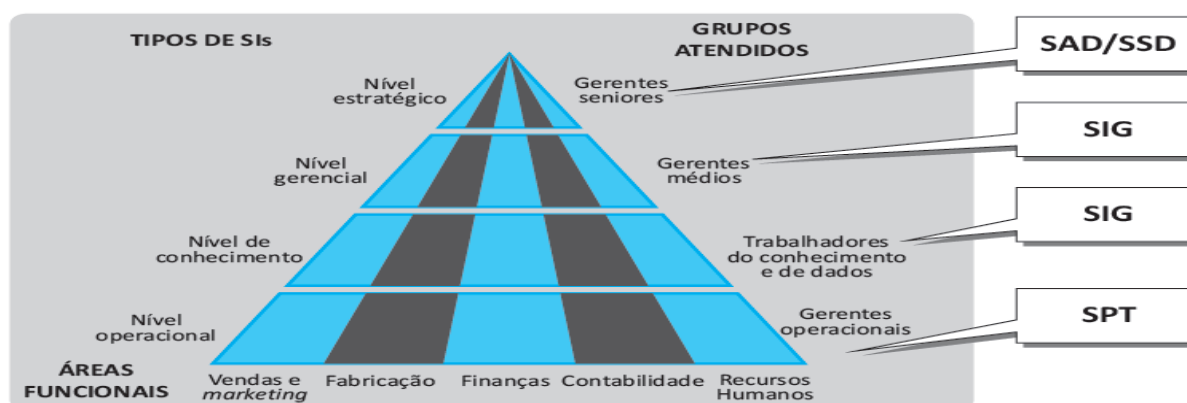 TIPOS DE SIs
GRUPOS
ATENDIDOS
SAD/SSD
Nível
estratégico
Gerentes
seniores
SIG
Nível
gerencial
Gerentes
médios
SIG
Nível de
conhecimento
Trabalhadores
do conhecimento
e de dados
SPT
Nível
operacional
Gerentes
operacionais
ÁREAS
FUNCIONAIS
Vendas e
marketing
Fabricação
Finanças
Contabilidade
Recursos
Humanos